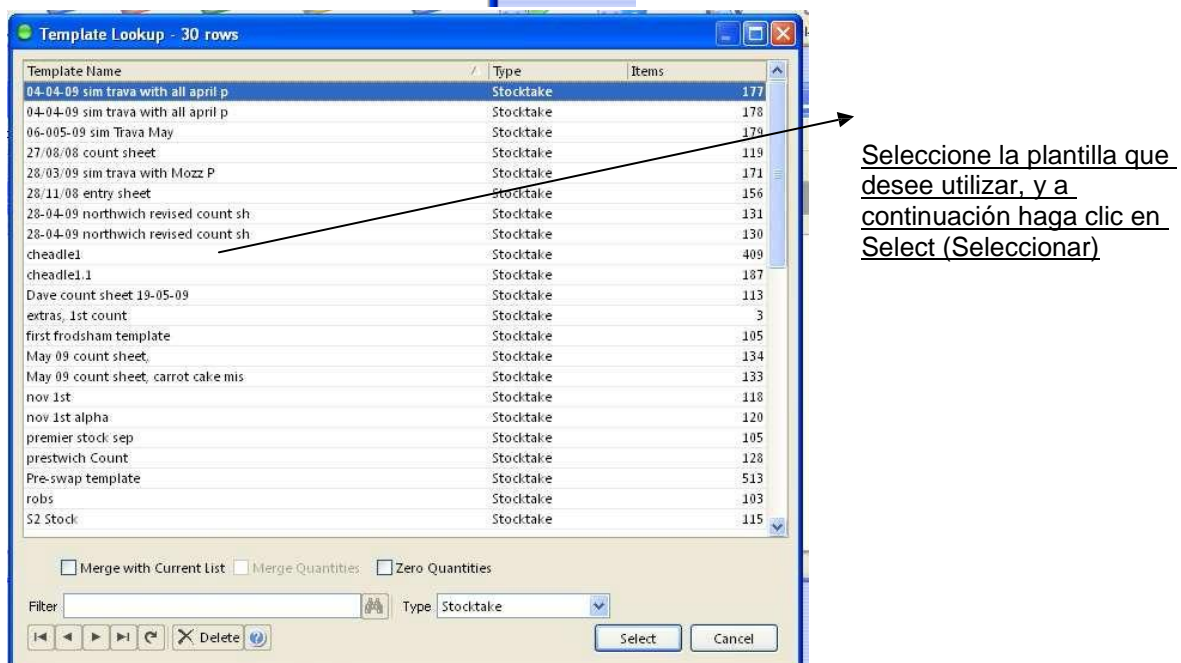 Template Lookup - 30 rows
Template Name Type Items
04-04-09 sim trava with all april p Stocktake 177
04-04-09 sim trava with all april p Stocktake 178
06-005-09 sim Trava May Stocktake 179
27/08/08 count sheet Stocktake 119
28/03/09 sim trava with Mozz P Stocktake 171
28/11/08 entry sheet Stocktake 156
28-04-09 northwich revised count sh Stocktake 131
28-04-09 northwich revised count sh Stocktake 130
cheadle1 Stocktake 409
cheadle1.1 Stocktake 187
Dave count sheet 19-05-09 Stocktake 113
extras, 1st count Stocktake 3
first frodsham template Stocktake 105
May 09 count sheet, Stocktake 134
May 09 count sheet, carrot cake mis Stocktake 133
nov 1st Stocktake 118
nov 1st alpha Stocktake 120
premier stock sep Stocktake 105
prestwich Count Stocktake 128
Pre-swap template Stocktake 513
robs Stocktake 103
S2 Stock Stocktake 115
Merge with Current List Merge Quantities Zero Quantities
Filter Type Stocktake
Delete Select Cancel
Seleccione la plantilla que
desee utilizar, y a
continuación haga clic en
Select (Seleccionar)